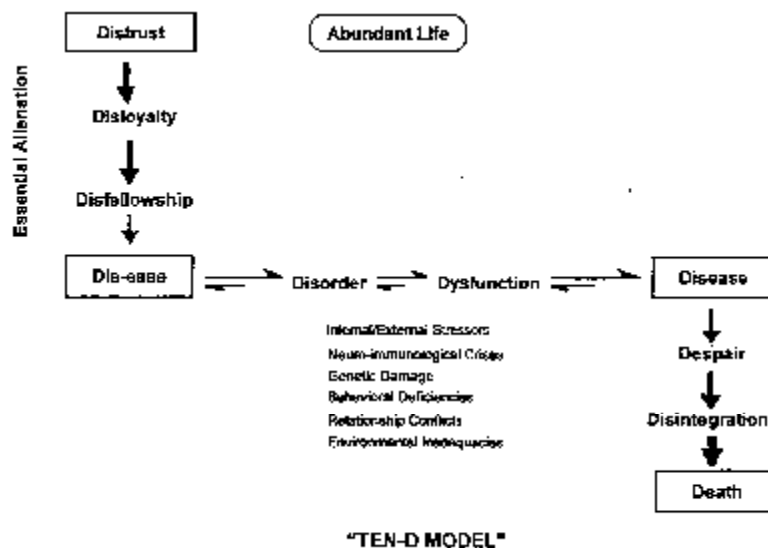 Distrust
Abundant Life
Essential Alienation
Disloyalty
Disfellowship
Dis-ease
Disorder
Dysfunction
Disease
Internal/External Stressors
Neuro-immunological Crises
Genetic Damage
Behavioral Deficiencies
Relationship Conflicts
Environmental Inadequacies
Despair
Disintegration
Death
"TEN-D MODEL"